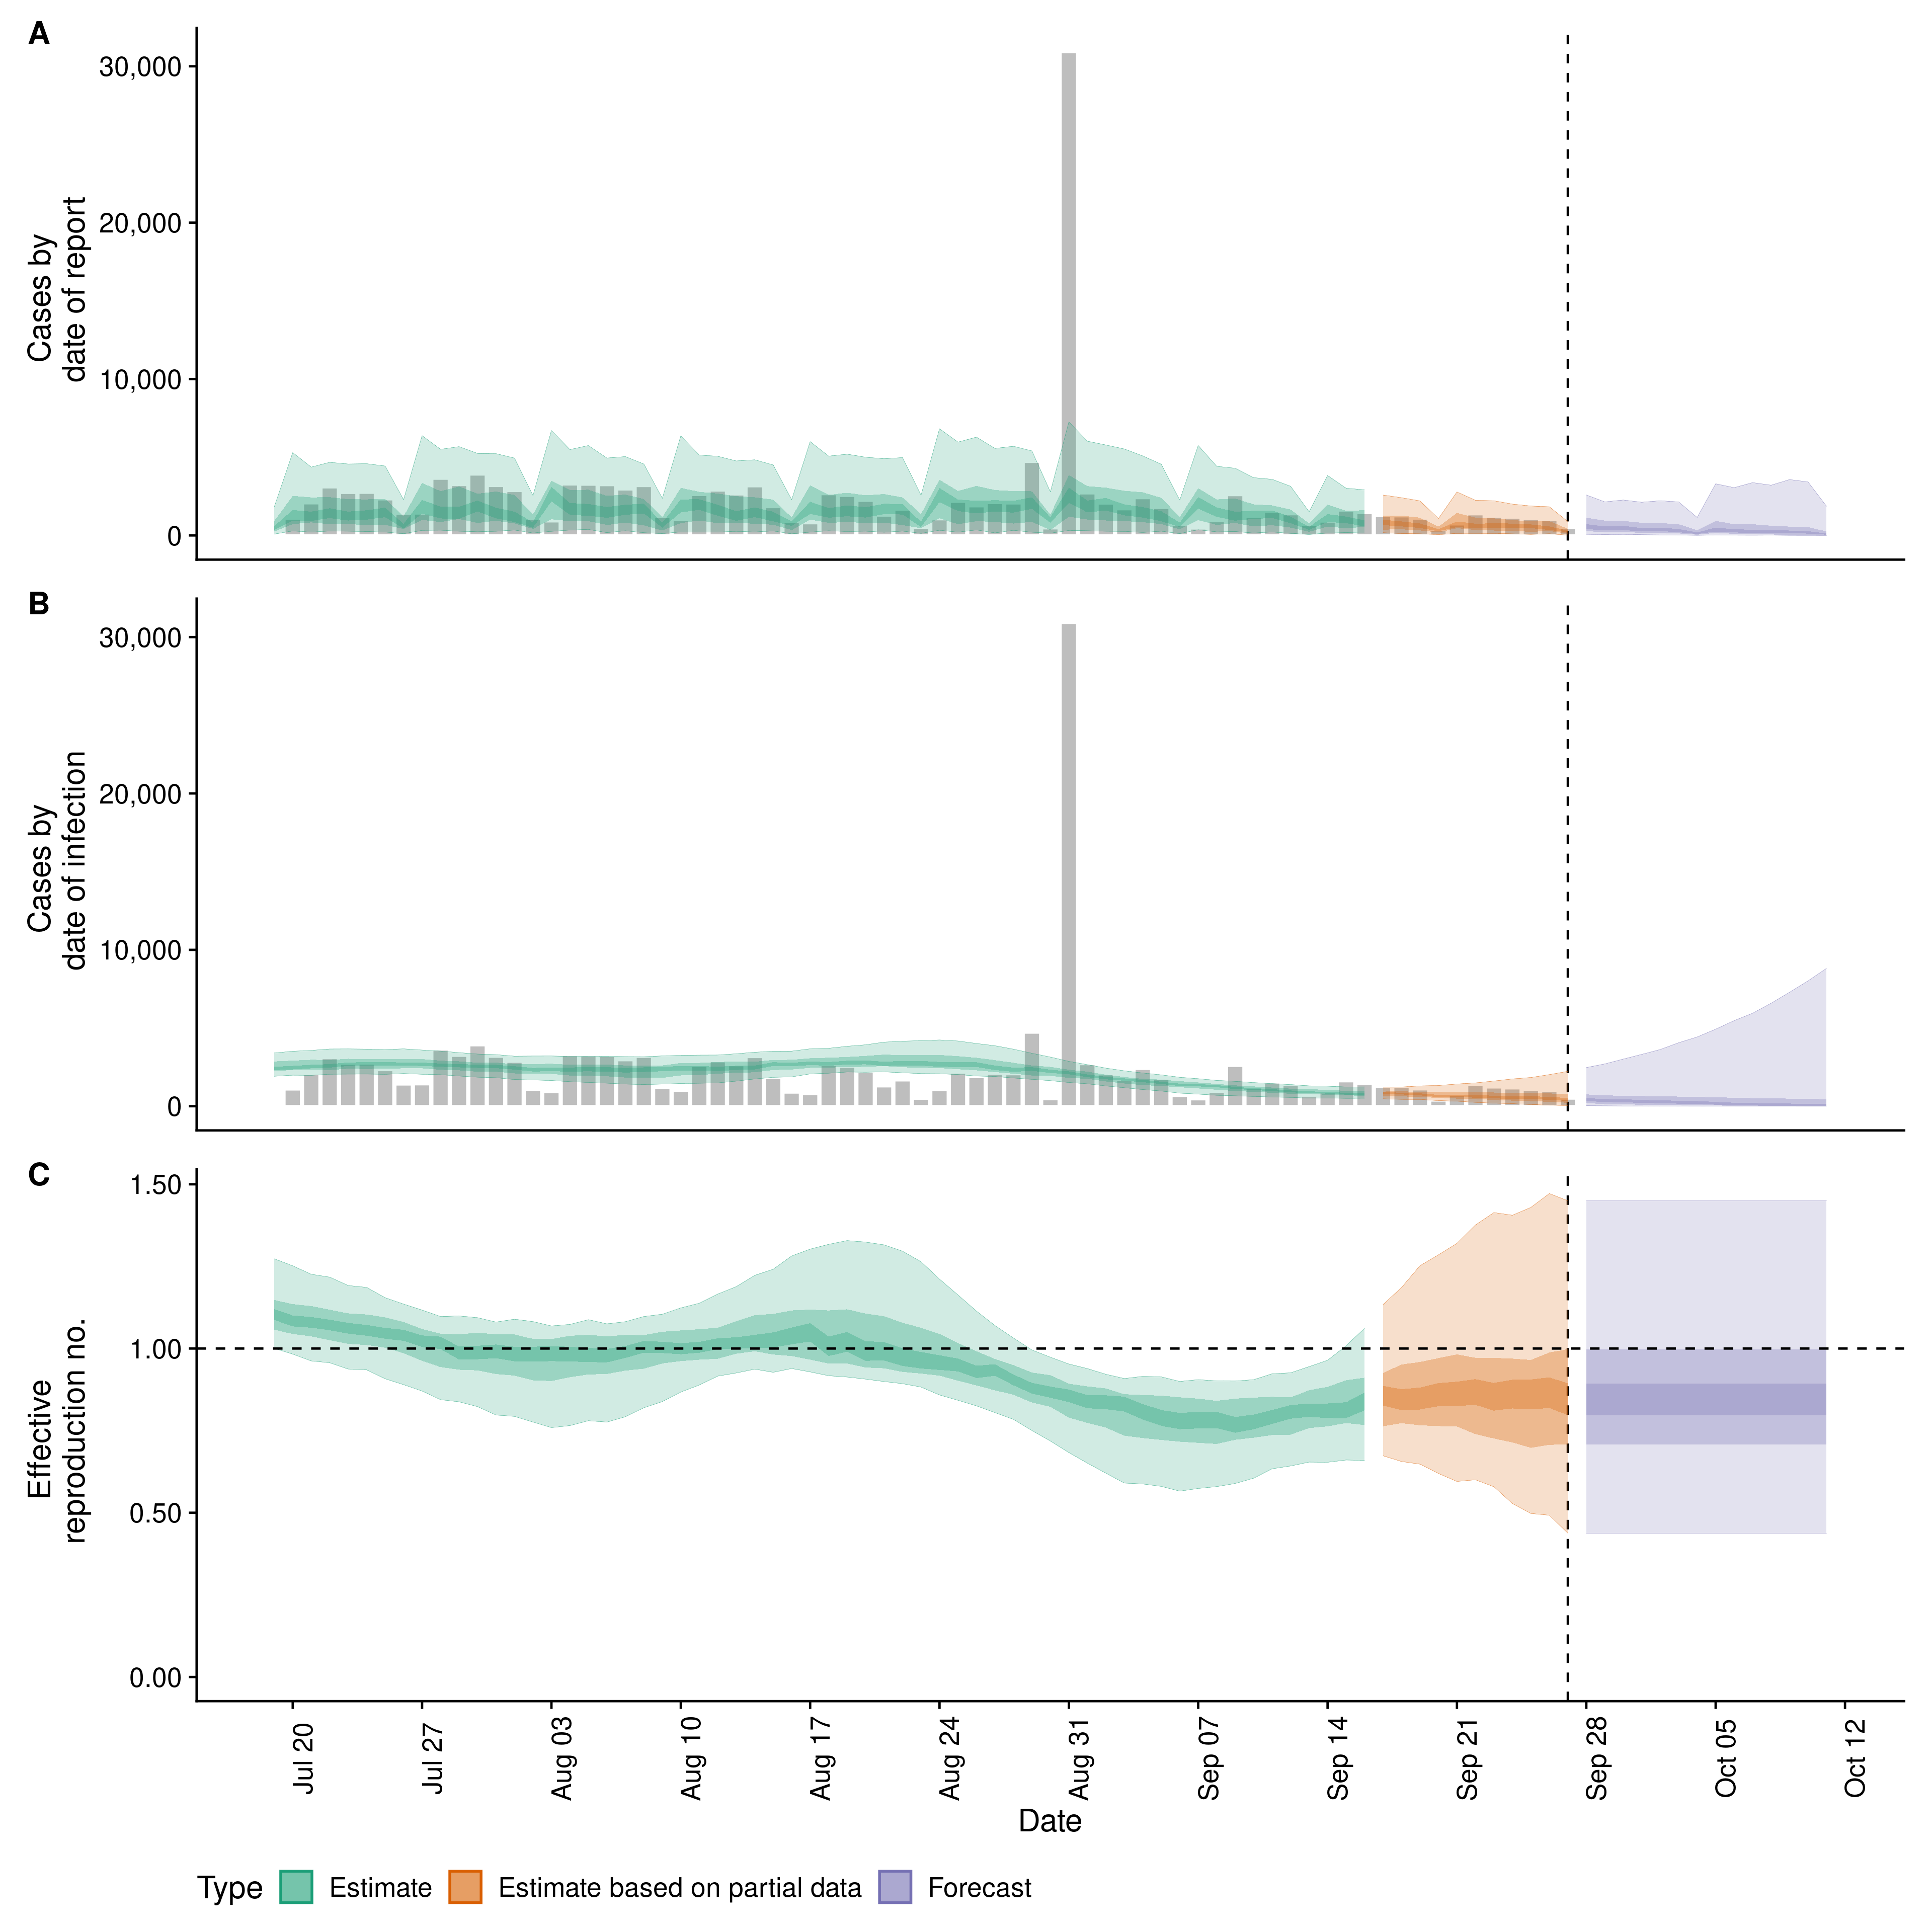 A
30,000
20,000
10,000
0
Cases by
date of report
B
30,000
20,000
10,000
0
Cases by
date of infection
C
1.50
1.00
0.50
0.00
Effective
reproduction no.
Jul 20
Jul 27
Aug 03
Aug 10
Aug 17
Aug 24
Aug 31
Sep 07
Sep 14
Sep 21
Sep 28
Oct 05
Oct 12
Date
Type Estimate Estimate based on partial data Forecast